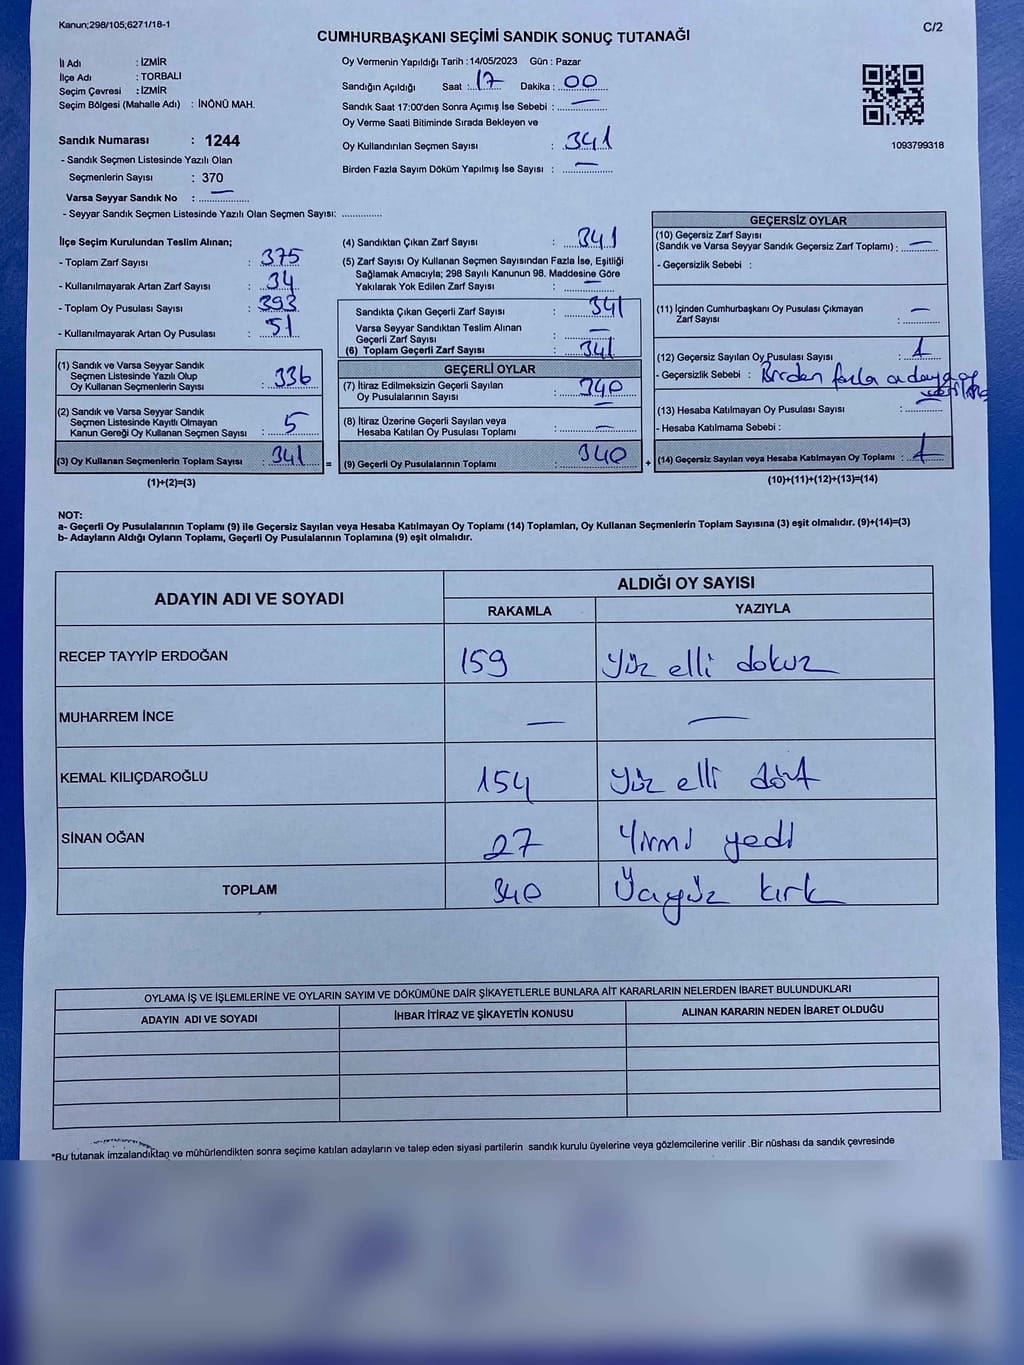 Kanun;298/105;6271/18-1
C/2
CUMHURBAŞKANI SEÇİMİ SANDIK SONUÇ TUTANAĞI
İl Adı : İZMİR
İlçe Adı : TORBALI
Seçim Çevresi : İZMİR
Seçim Bölgesi (Mahalle Adı) : İNÖNÜ MAH.
Sandık Numarası : 1244
- Sandık Seçmen Listesinde Yazılı Olan
Seçmenlerin Sayısı : 370
Varsa Seyyar Sandık No : —
- Seyyar Sandık Seçmen Listesinde Yazılı Olan Seçmen Sayısı: ..............
Oy Vermenin Yapıldığı Tarih :14/05/2023 Gün : Pazar
Sandığın Açıldığı Saat : 17 Dakika : 00
Sandık Saat 17:00'den Sonra Açımış İse Sebebi : —
Oy Verme Saati Bitiminde Sırada Bekleyen ve
Oy Kullandırılan Seçmen Sayısı : 341
Birden Fazla Sayım Döküm Yapılmış İse Sayısı : —
1093799318
İlçe Seçim Kurulundan Teslim Alınan;
- Toplam Zarf Sayısı : 375
- Kullanılmayarak Artan Zarf Sayısı : 34
- Toplam Oy Pusulası Sayısı : 393
- Kullanılmayarak Artan Oy Pusulası : 51
(1) Sandık ve Varsa Seyyar Sandık
Seçmen Listesinde Yazılı Olup
Oy Kullanan Seçmenlerin Sayısı : 336
(2) Sandık ve Varsa Seyyar Sandık
Seçmen Listesinde Kayıtlı Olmayan
Kanun Gereği Oy Kullanan Seçmen Sayısı : 5
(3) Oy Kullanan Seçmenlerin Toplam Sayısı : 341 =
(1)+(2)=(3)
(4) Sandıktan Çıkan Zarf Sayısı : 341
(5) Zarf Sayısı Oy Kullanan Seçmen Sayısından Fazla İse, Eşitliği
Sağlamak Amacıyla; 298 Sayılı Kanunun 98. Maddesine Göre
Yakılarak Yok Edilen Zarf Sayısı : —
Sandıkta Çıkan Geçerli Zarf Sayısı : 341
Varsa Seyyar Sandıktan Teslim Alınan
Geçerli Zarf Sayısı : —
(6) Toplam Geçerli Zarf Sayısı : 341
GEÇERLİ OYLAR
(7) İtiraz Edilmeksizin Geçerli Sayılan
Oy Pusulalarının Sayısı : 340
(8) İtiraz Üzerine Geçerli Sayılan veya
Hesaba Katılan Oy Pusulası Toplamı : —
(9) Geçerli Oy Pusulalarının Toplamı : 340 +
GEÇERSİZ OYLAR
(10) Geçersiz Zarf Sayısı
(Sandık ve Varsa Seyyar Sandık Geçersiz Zarf Toplamı) : —
- Geçersizlik Sebebi :
(11) İçinden Cumhurbaşkanı Oy Pusulası Çıkmayan
Zarf Sayısı : —
(12) Geçersiz Sayılan Oy Pusulası Sayısı : 1
- Geçersizlik Sebebi : Birden fazla adaya oy
(13) Hesaba Katılmayan Oy Pusulası Sayısı : —
- Hesaba Katılmama Sebebi :
(14) Geçersiz Sayılan veya Hesaba Katılmayan Oy Toplamı : 1
(10)+(11)+(12)+(13)=(14)
NOT:
a- Geçerli Oy Pusulalarının Toplamı (9) ile Geçersiz Sayılan veya Hesaba Katılmayan Oy Toplamı (14) Toplamları, Oy Kullanan Seçmenlerin Toplam Sayısına (3) eşit olmalıdır. (9)+(14)=(3)
b- Adayların Aldığı Oyların Toplamı, Geçerli Oy Pusulalarının Toplamına (9) eşit olmalıdır.
ADAYIN ADI VE SOYADI
ALDIĞI OY SAYISI
RAKAMLA YAZIYLA
RECEP TAYYİP ERDOĞAN 159 Yüz elli dokuz
MUHARREM İNCE — —
KEMAL KILIÇDAROĞLU 154 Yüz elli dört
SİNAN OĞAN 27 Yirmi yedi
TOPLAM 340 Üçyüz kırk
OYLAMA İŞ VE İŞLEMLERİNE VE OYLARIN SAYIM VE DÖKÜMÜNE DAİR ŞİKAYETLERLE BUNLARA AİT KARARLARIN NELERDEN İBARET BULUNDUKLARI
ADAYIN ADI VE SOYADI İHBAR İTİRAZ VE ŞİKAYETİN KONUSU ALINAN KARARIN NEDEN İBARET OLDUĞU
*Bu tutanak imzalandıktan ve mühürlendikten sonra seçime katılan adayların ve talep eden siyasi partilerin sandık kurulu üyelerine veya gözlemcilerine verilir .Bir nüshası da sandık çevresinde